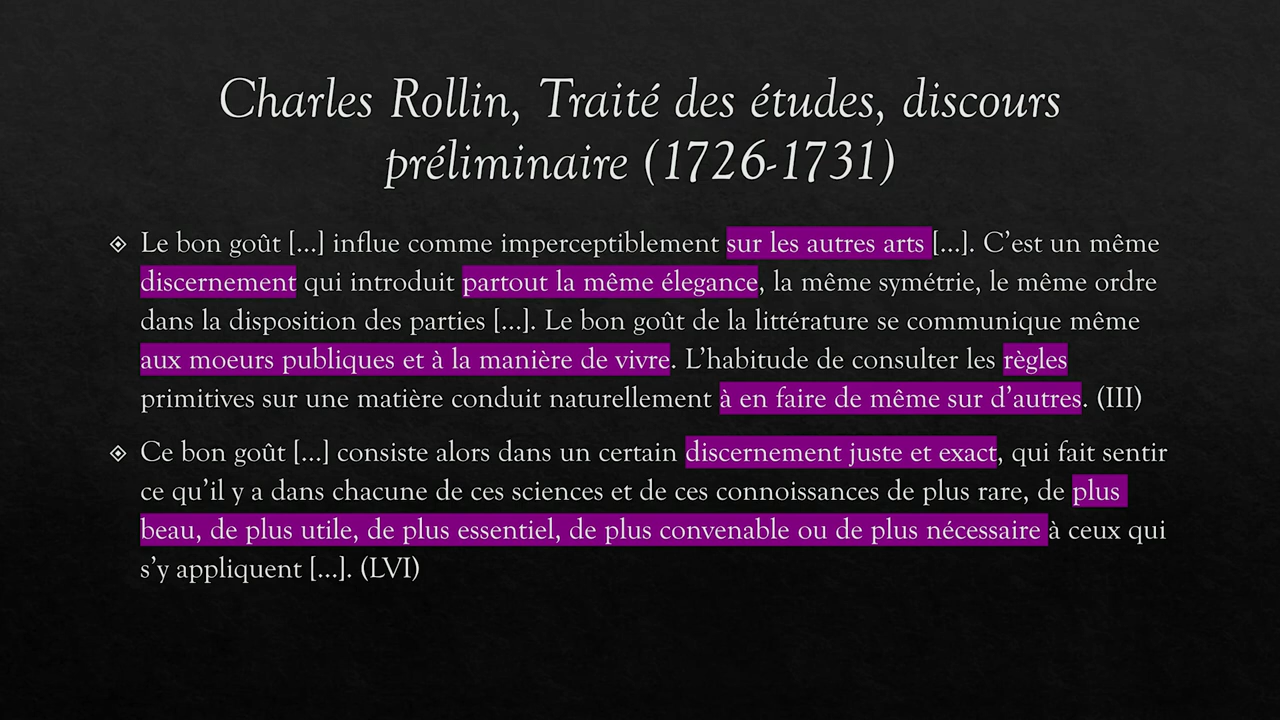 Charles Rollin, Traité des études, discours
préliminaire (1726-1731)
Le bon goût [...] influe comme imperceptiblement sur les autres arts [...]. C'est un même
discernement qui introduit partout la même élegance, la même symétrie, le même ordre
dans la disposition des parties [...]. Le bon goût de la littérature se communique même
aux moeurs publiques et à la manière de vivre. L'habitude de consulter les règles
primitives sur une matière conduit naturellement à en faire de même sur d'autres. (III)
Ce bon goût [...] consiste alors dans un certain discernement juste et exact, qui fait sentir
ce qu'il y a dans chacune de ces sciences et de ces connoissances de plus rare, de plus
beau, de plus utile, de plus essentiel, de plus convenable ou de plus nécessaire à ceux qui
s'y appliquent [...]. (LVI)